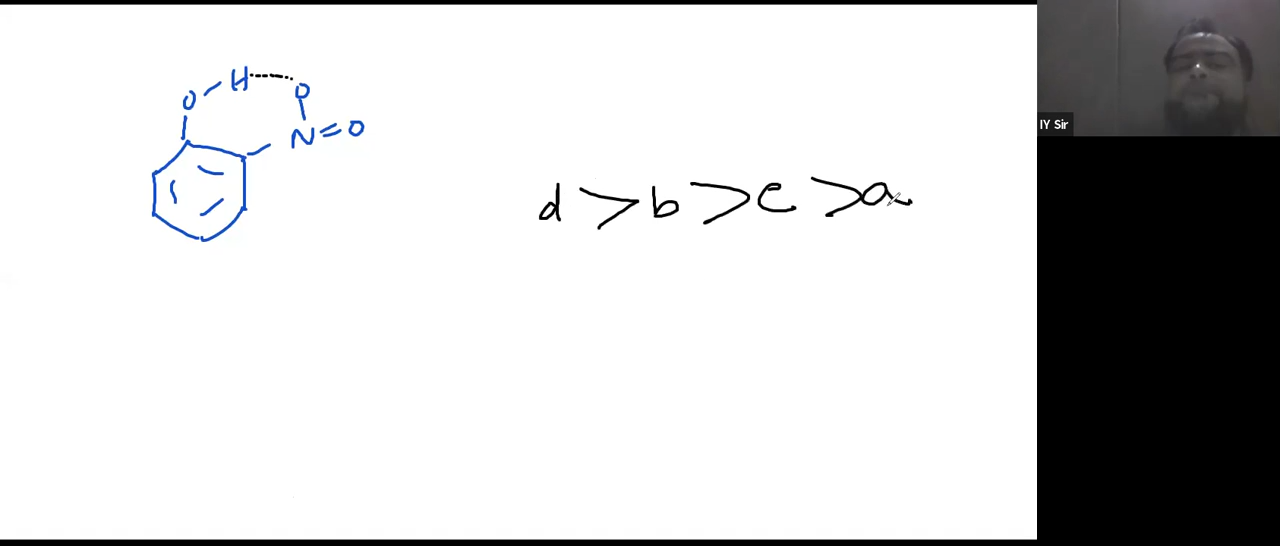 O - H ...... O
N = O
d > b > c > a
IY Sir